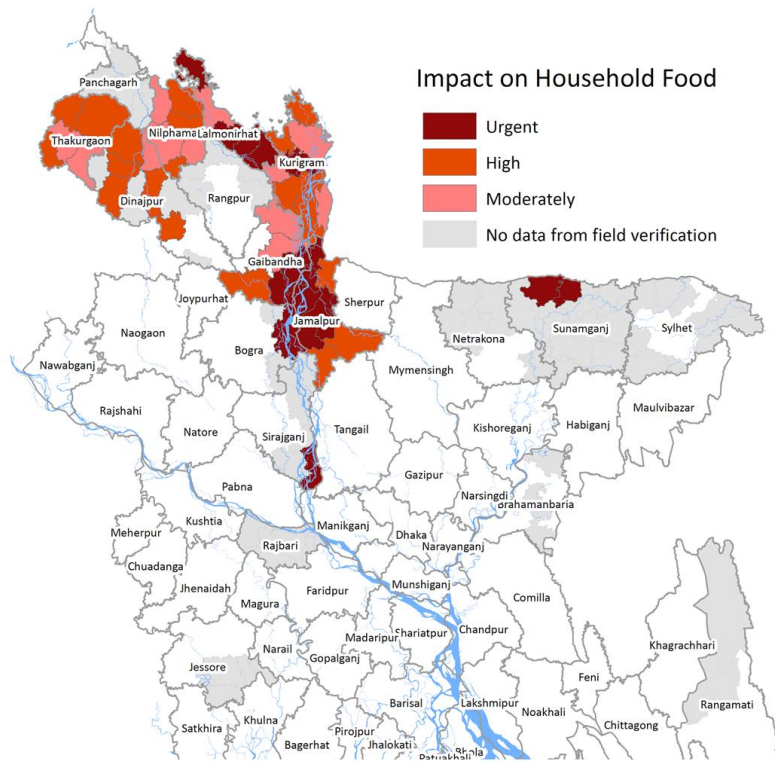 Impact on Household Food
Urgent
High
Moderately
No data from field verification
Panchagarh
Thakurgaon
Nilphama
Lalmonirhat
Kurigram
Dinajpur
Rangpur
Gaibandha
Joypurhat
Sherpur
Jamalpur
Naogaon
Bogra
Netrakona
Sunamganj
Sylhet
Nawabganj
Mymensingh
Rajshahi
Natore
Sirajganj
Tangail
Kishoreganj
Habiganj
Maulvibazar
Gazipur
Pabna
Narsingdi
Brahamanbaria
Meherpur
Kushtia
Manikganj
Dhaka
Narayanganj
Rajbari
Chuadanga
Jhenaidah
Magura
Faridpur
Munshiganj
Comilla
Madaripur
Shariatpur
Chandpur
Khagrachhari
Narail
Gopalganj
Jessore
Feni
Rangamati
Barisal
Lakshmipur
Noakhali
Satkhira
Khulna
Pirojpur
Chittagong
Bagerhat
Jhalokati
Bhola
Patuakhali